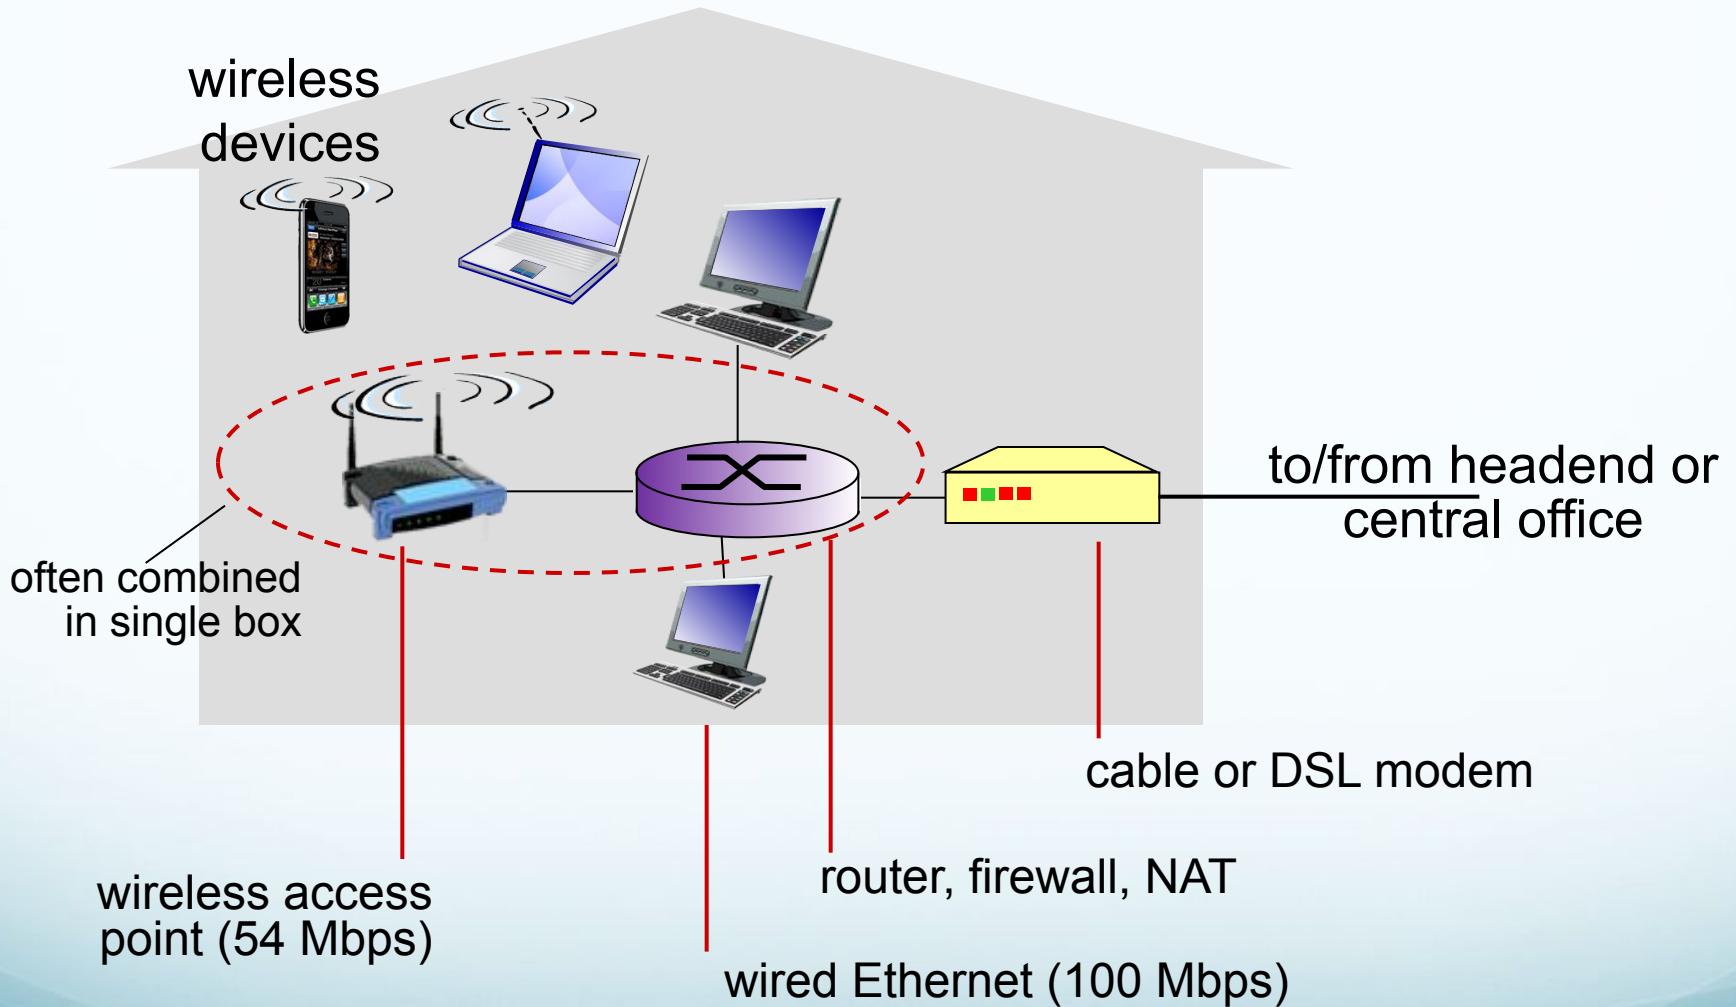 wireless
devices
to/from headend or
central office
often combined
in single box
cable or DSL modem
router, firewall, NAT
wireless access
point (54 Mbps)
wired Ethernet (100 Mbps)